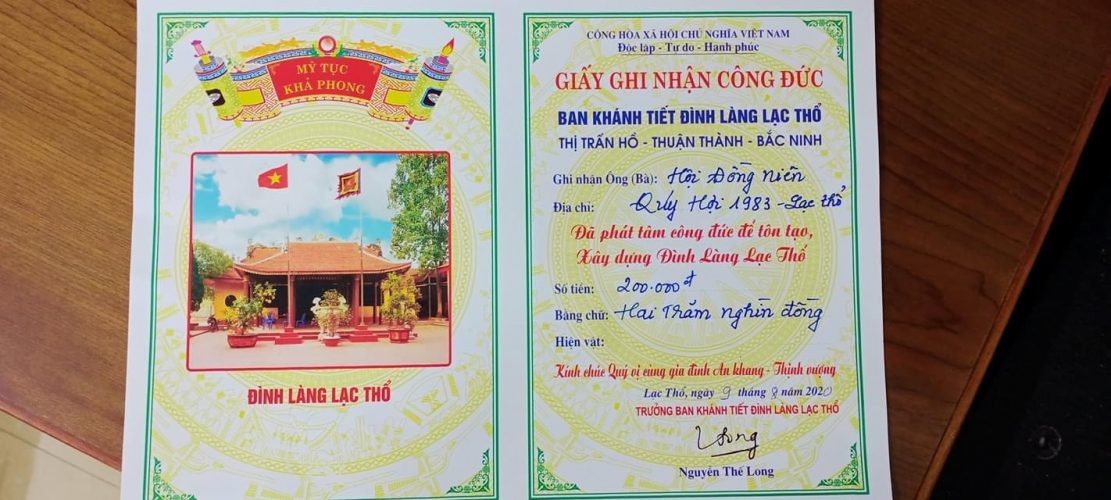 MỸ TỤC
KHẢ PHONG
ĐÌNH LÀNG LẠC THỔ
CỘNG HÒA XÃ HỘI CHỦ NGHĨA VIỆT NAM
Độc lập - Tự do - Hạnh phúc
GIẤY GHI NHẬN CÔNG ĐỨC
BAN KHÁNH TIẾT ĐÌNH LÀNG LẠC THỔ
THỊ TRẤN HỒ - THUẬN THÀNH - BẮC NINH
Ghi nhận Ông (Bà): Hội Đồng Niên
Địa chỉ: Quý Hợi 1983 - Lạc thổ
Đã phát tâm công đức để tôn tạo,
Xây dựng Đình Làng Lạc Thổ
Số tiền: 200.000đ
Bằng chữ: Hai Trăm nghìn đồng
Hiện vật:
Kính chúc Quý vị cùng gia đình An khang - Thịnh vượng
Lạc Thổ, ngày 9 tháng 8 năm 2020
TRƯỞNG BAN KHÁNH TIẾT ĐÌNH LÀNG LẠC THỔ
Long
Nguyễn Thế Long